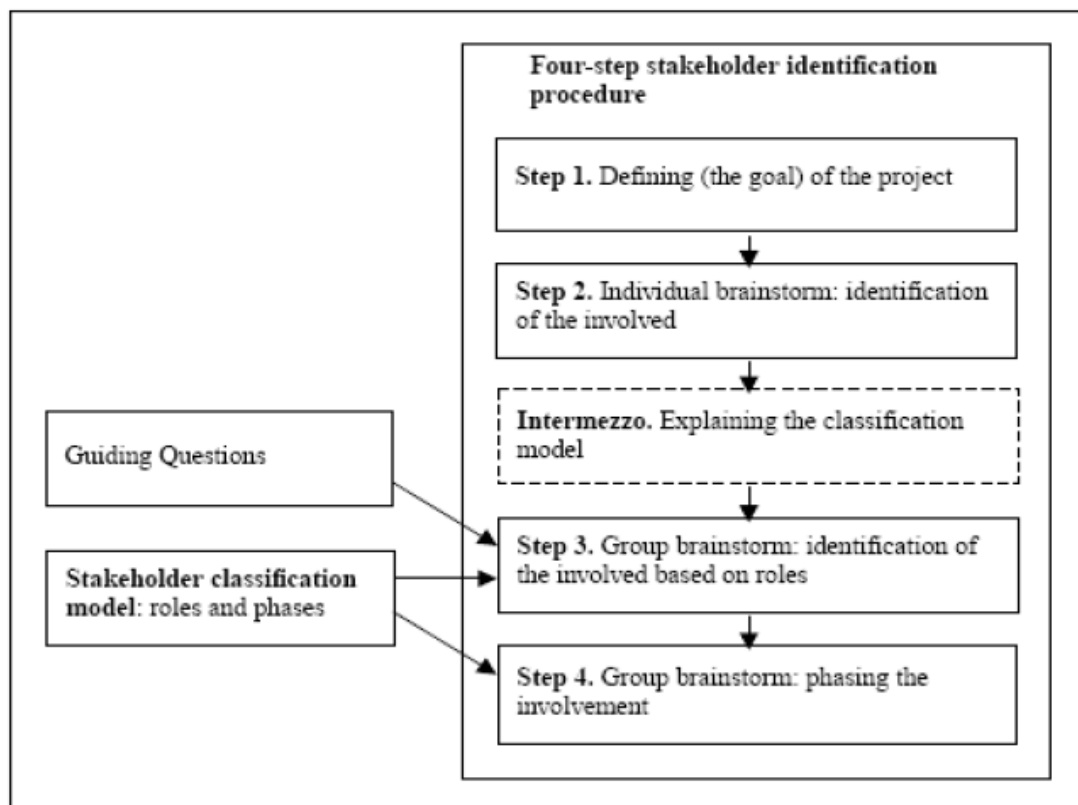 Four-step stakeholder identification
procedure
Step 1. Defining (the goal) of the project
Step 2. Individual brainstorm: identification
of the involved
Intermezzo. Explaining the classification
model
Guiding Questions
Step 3. Group brainstorm: identification of
the involved based on roles
Stakeholder classification
model: roles and phases
Step 4. Group brainstorm: phasing the
involvement